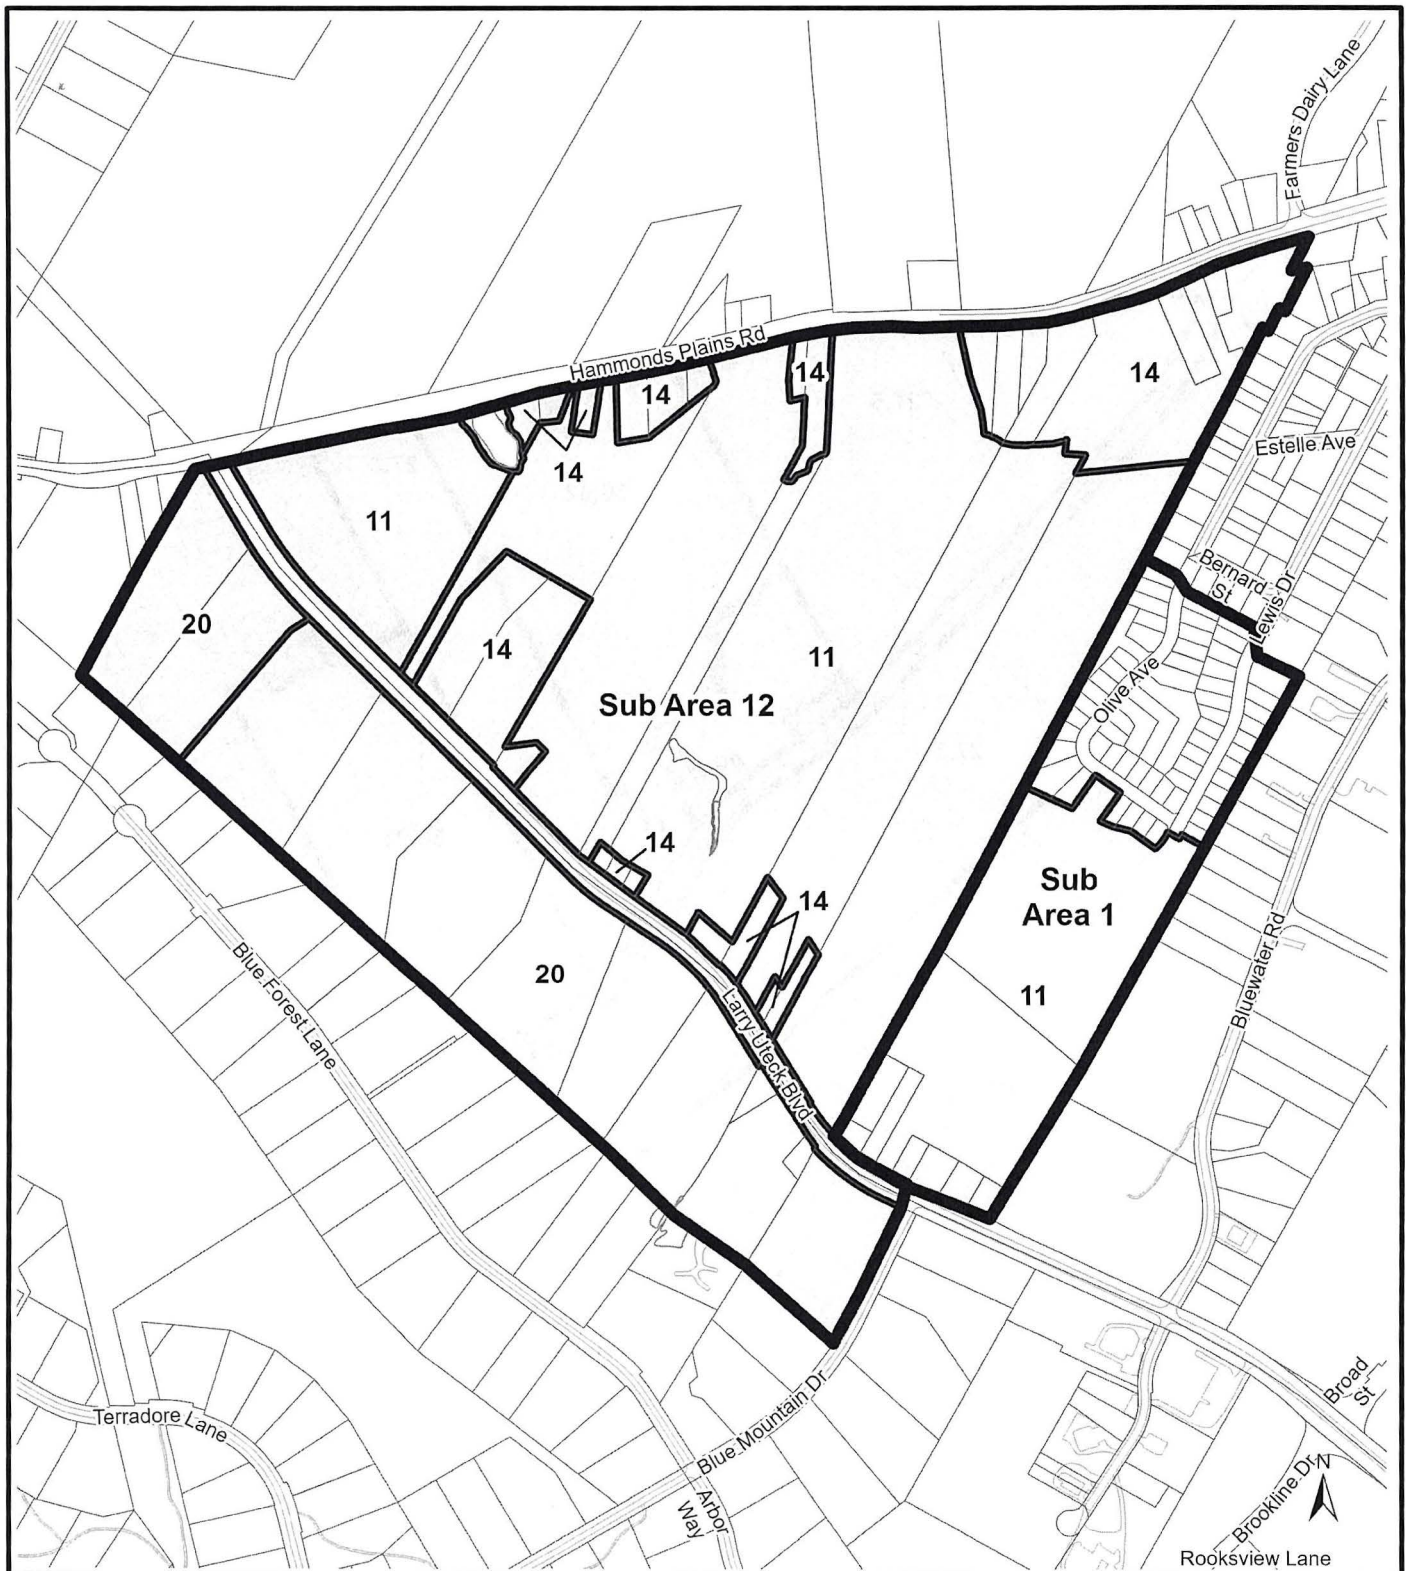 Farmers Dairy Lane
Hammonds Plains Rd
14
14
14
14
Estelle Ave
11
Bernard
St
Lewis Dr
20
14
11
Olive Ave
Sub Area 12
14
Sub
Area 1
14
Blue Forest Lane
20
11
Bluewater Rd
Larry Uteck Blvd
Broad
St
Terradore Lane
Blue Mountain Dr
Arbor
Way
Brookline Dr
N
Rooksview Lane